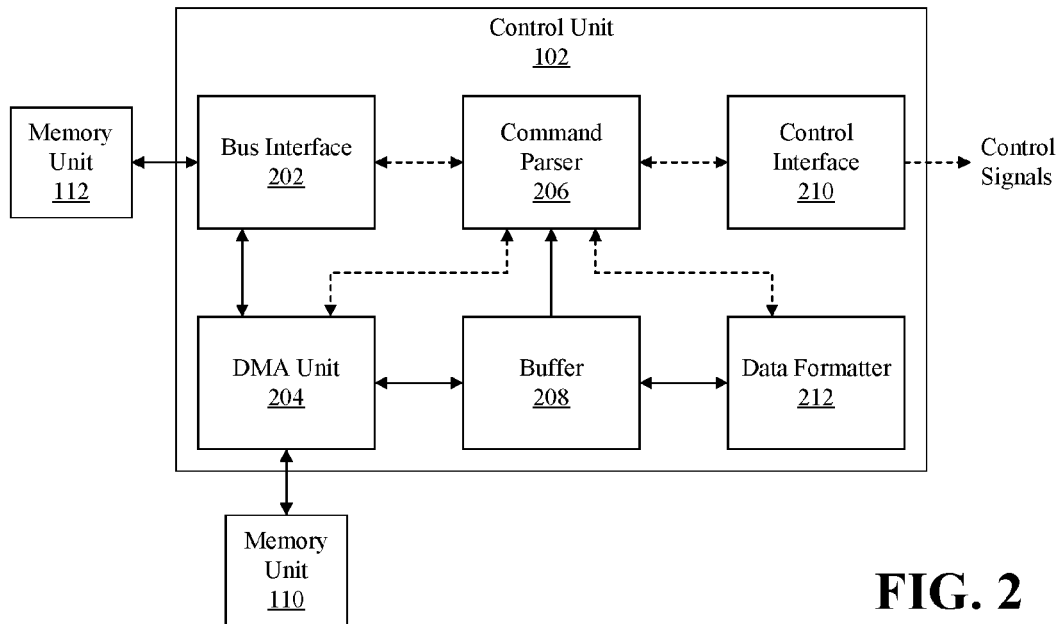 Control Unit
102
Memory
Unit
112
Bus Interface
202
Command
Parser
206
Control
Interface
210
Control
Signals
DMA Unit
204
Buffer
208
Data Formatter
212
Memory
Unit
110
FIG. 2